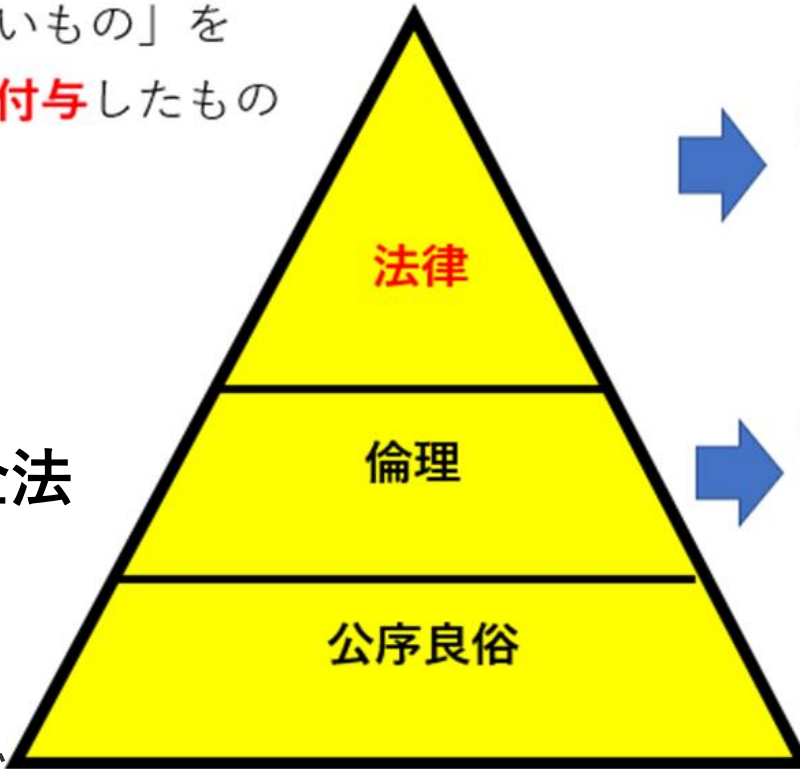 いもの」を
付与したもの
法律
倫理
法
公序良俗